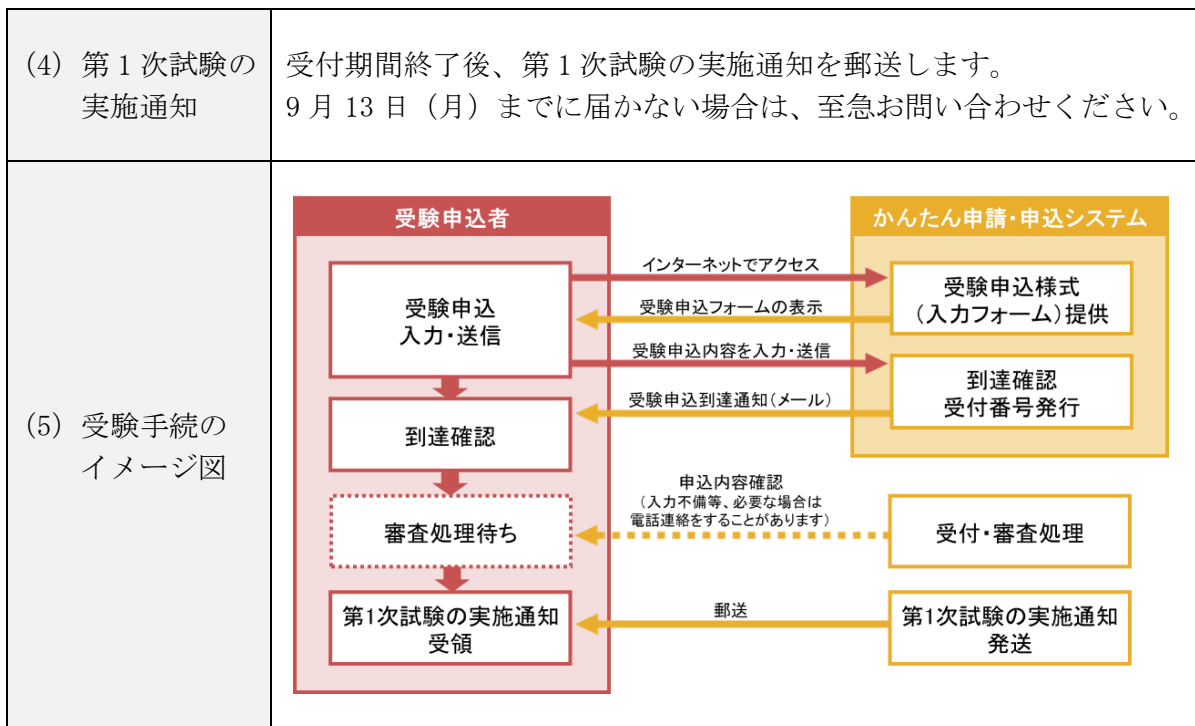 (4) 第１次試験の
実施通知
受付期間終了後、第１次試験の実施通知を郵送します。
９月 13 日（月）までに届かない場合は、至急お問い合わせください。
(5) 受験手続の
イメージ図
受験申込者
かんたん申請・申込システム
インターネットでアクセス
受験申込
入力・送信
受験申込様式
（入力フォーム）提供
受験申込フォームの表示
受験申込内容を入力・送信
到達確認
受付番号発行
受験申込到達通知（メール）
到達確認
申込内容確認
（入力不備等、必要な場合は
電話連絡をすることがあります）
審査処理待ち
受付・審査処理
郵送
第1次試験の実施通知
受領
第1次試験の実施通知
発送